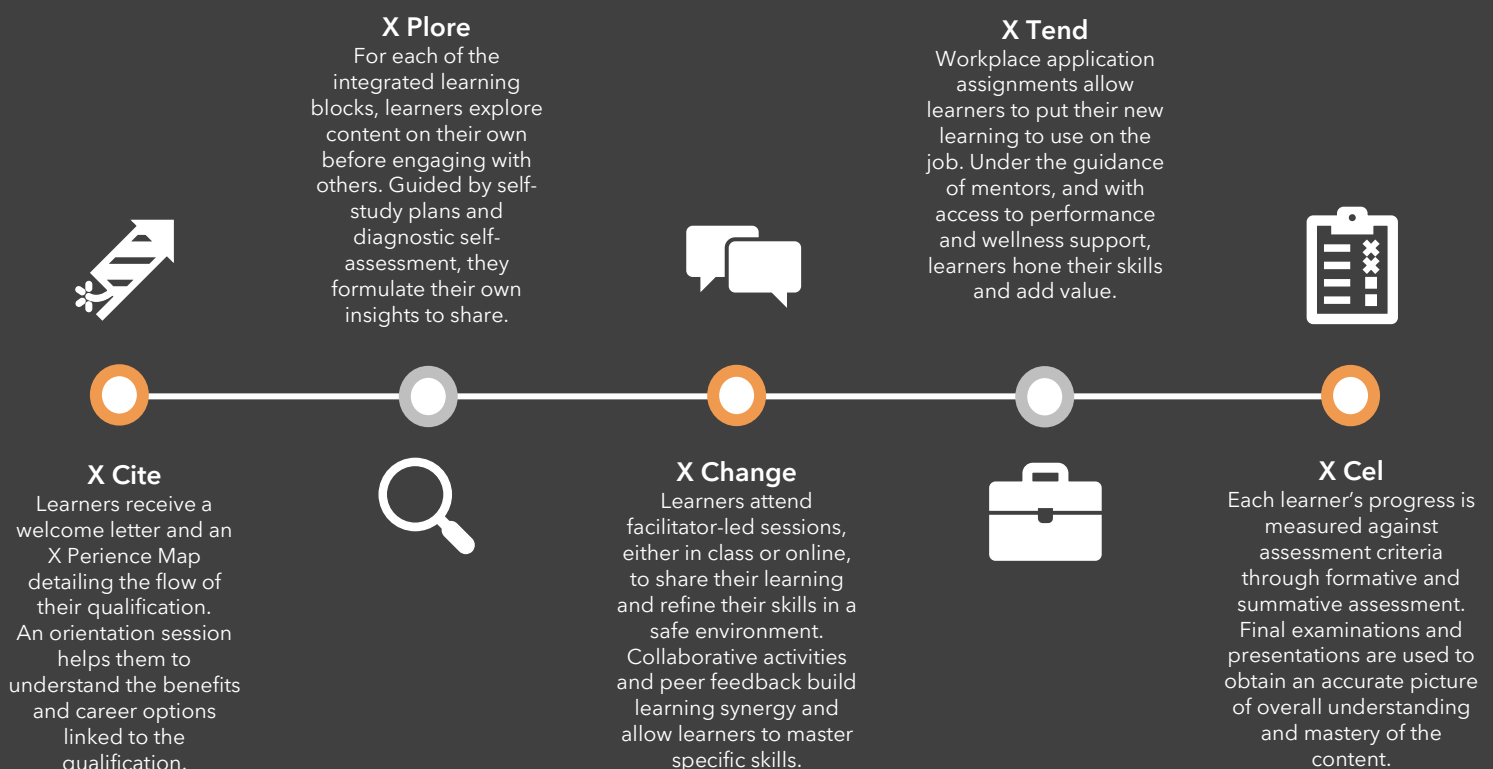 X Cite
Learners receive a
welcome letter and an
X Perience Map
detailing the flow of
their qualification.
An orientation session
helps them to
understand the benefits
and career options
linked to the
qualification.
X Plore
For each of the
integrated learning
blocks, learners explore
content on their own
before engaging with
others. Guided by self-
study plans and
diagnostic self-
assessment, they
formulate their own
insights to share.
X Change
Learners attend
facilitator-led sessions,
either in class or online,
to share their learning
and refine their skills in a
safe environment.
Collaborative activities
and peer feedback build
learning synergy and
allow learners to master
specific skills.
X Tend
Workplace application
assignments allow
learners to put their new
learning to use on the
job. Under the guidance
of mentors, and with
access to performance
and wellness support,
learners hone their skills
and add value.
X Cel
Each learner’s progress is
measured against
assessment criteria
through formative and
summative assessment.
Final examinations and
presentations are used to
obtain an accurate picture
of overall understanding
and mastery of the
content.